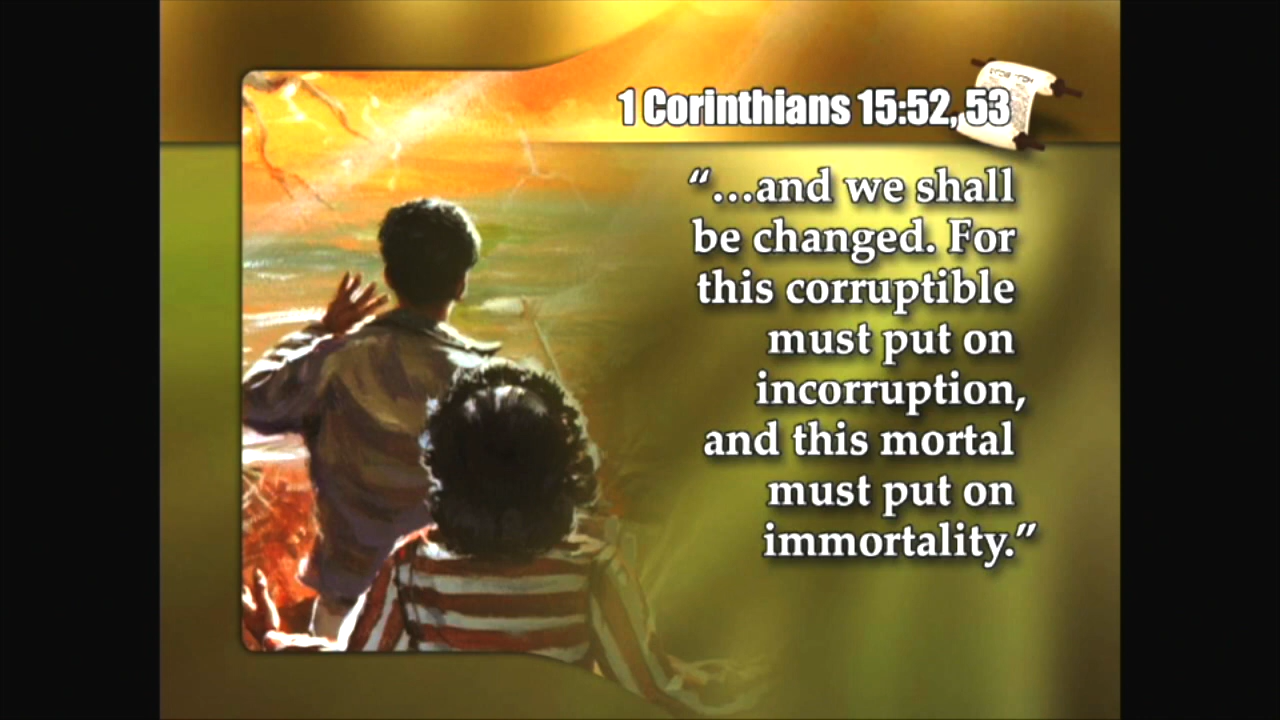 1 Corinthians 15:52, 53
“...and we shall
be changed. For
this corruptible
must put on
incorruption,
and this mortal
must put on
immortality.”